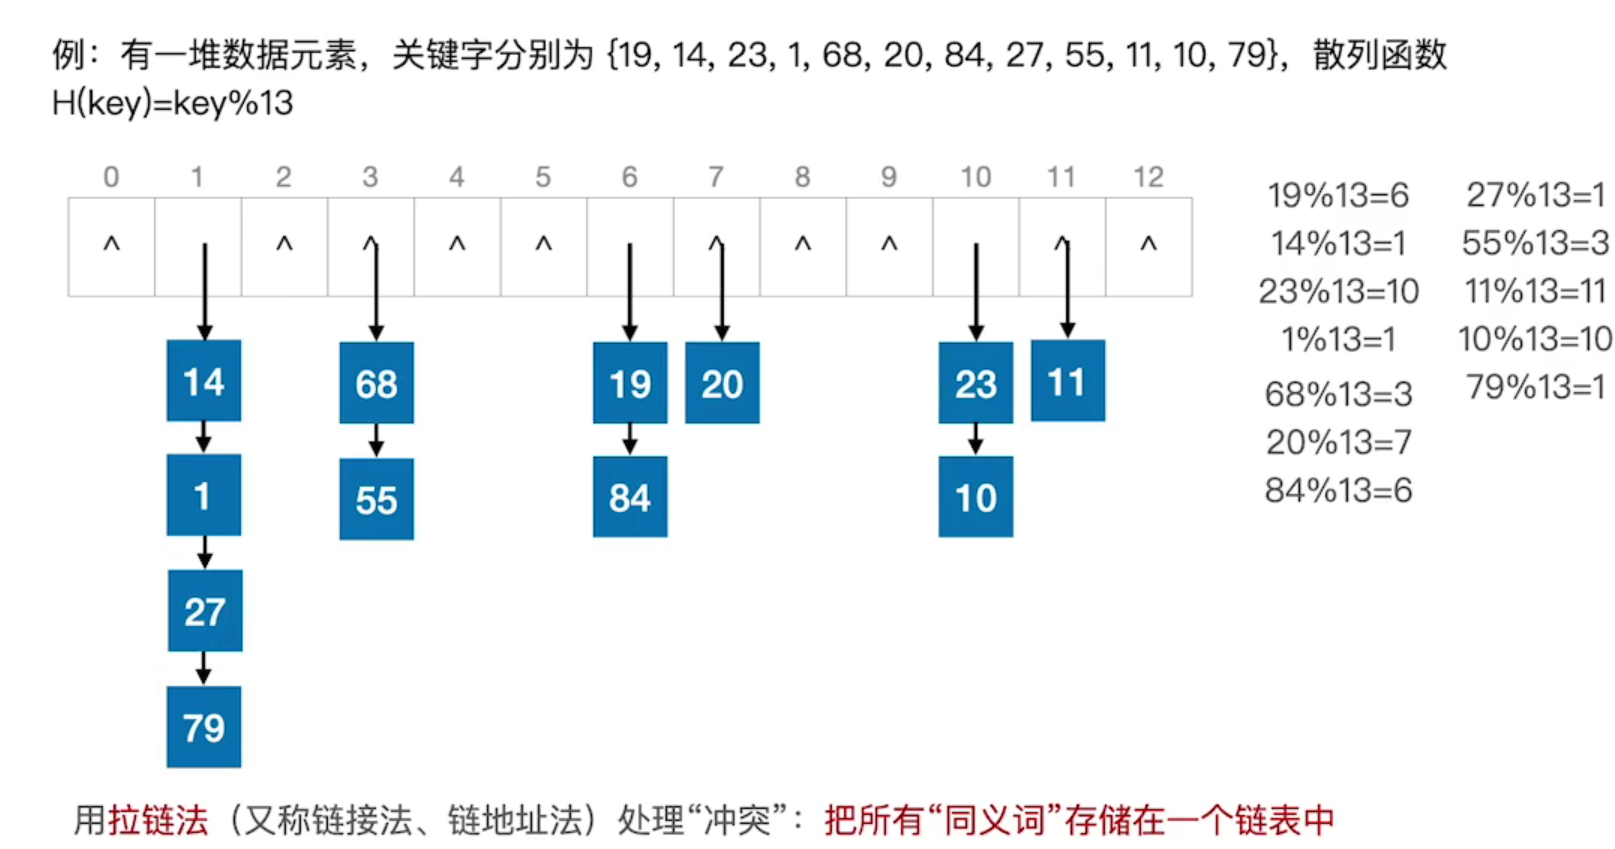 例：有一堆数据元素，关键字分别为 {19, 14, 23, 1, 68, 20, 84, 27, 55, 11, 10, 79}，散列函数
H(key)=key%13
0 1 2 3 4 5 6 7 8 9 10 11 12
^ ^ ^ ^ ^ ^ ^ ^ ^ ^
14 68 19 20 23 11
1 55 84 10
27
79
19%13=6
14%13=1
23%13=10
1%13=1
68%13=3
20%13=7
84%13=6
27%13=1
55%13=3
11%13=11
10%13=10
79%13=1
用拉链法（又称链接法、链地址法）处理“冲突”：把所有“同义词”存储在一个链表中